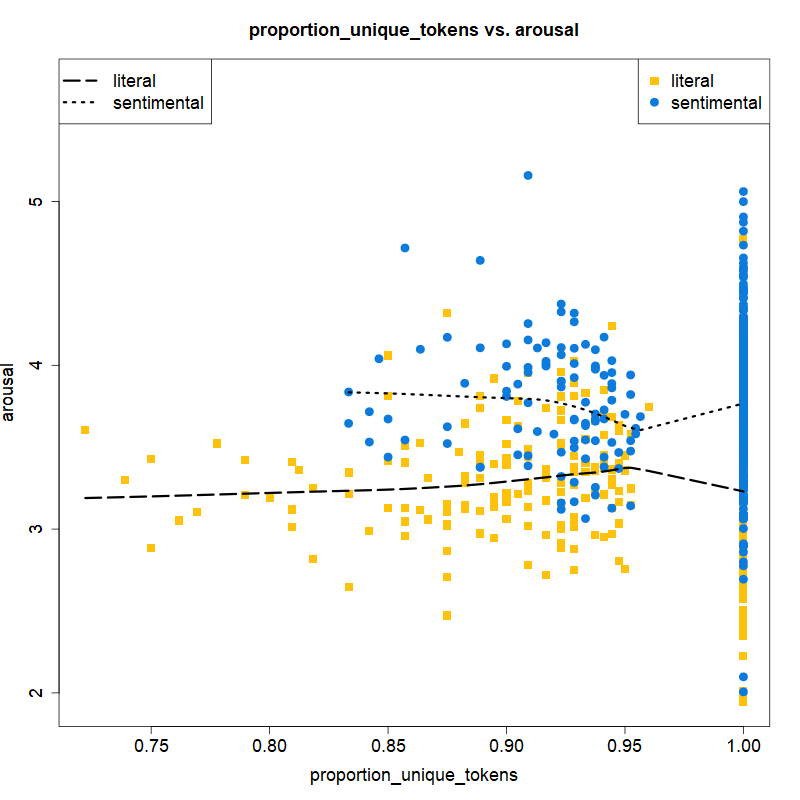 proportion_unique_tokens vs. arousal
literal
sentimental
literal
sentimental
arousal
5
4
3
2
0.75 0.80 0.85 0.90 0.95 1.00
proportion_unique_tokens